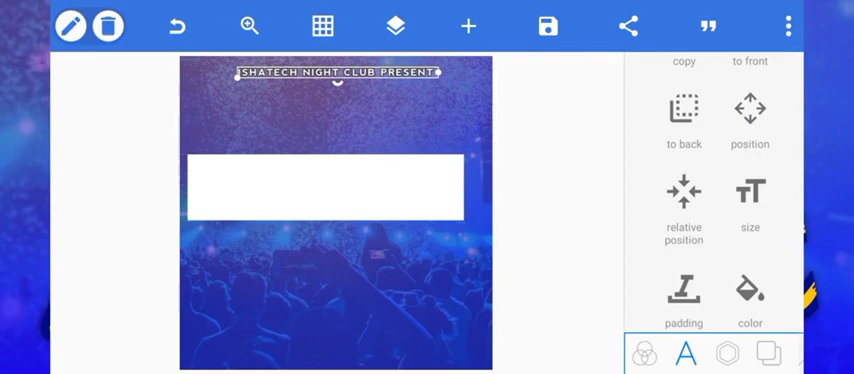 SHATECH NIGHT CLUB PRESENT
copy
to front
to back
position
relative
position
size
padding
color